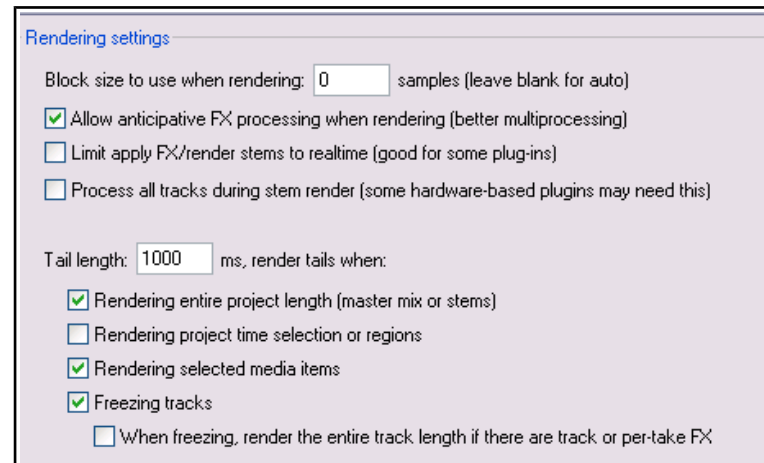 Rendering settings
Block size to use when rendering: 0 samples (leave blank for auto)
Allow anticipative FX processing when rendering (better multiprocessing)
Limit apply FX/render stems to realtime (good for some plug-ins)
Process all tracks during stem render (some hardware-based plugins may need this)
Tail length: 1000 ms, render tails when:
Rendering entire project length (master mix or stems)
Rendering project time selection or regions
Rendering selected media items
Freezing tracks
When freezing, render the entire track length if there are track or per-take FX